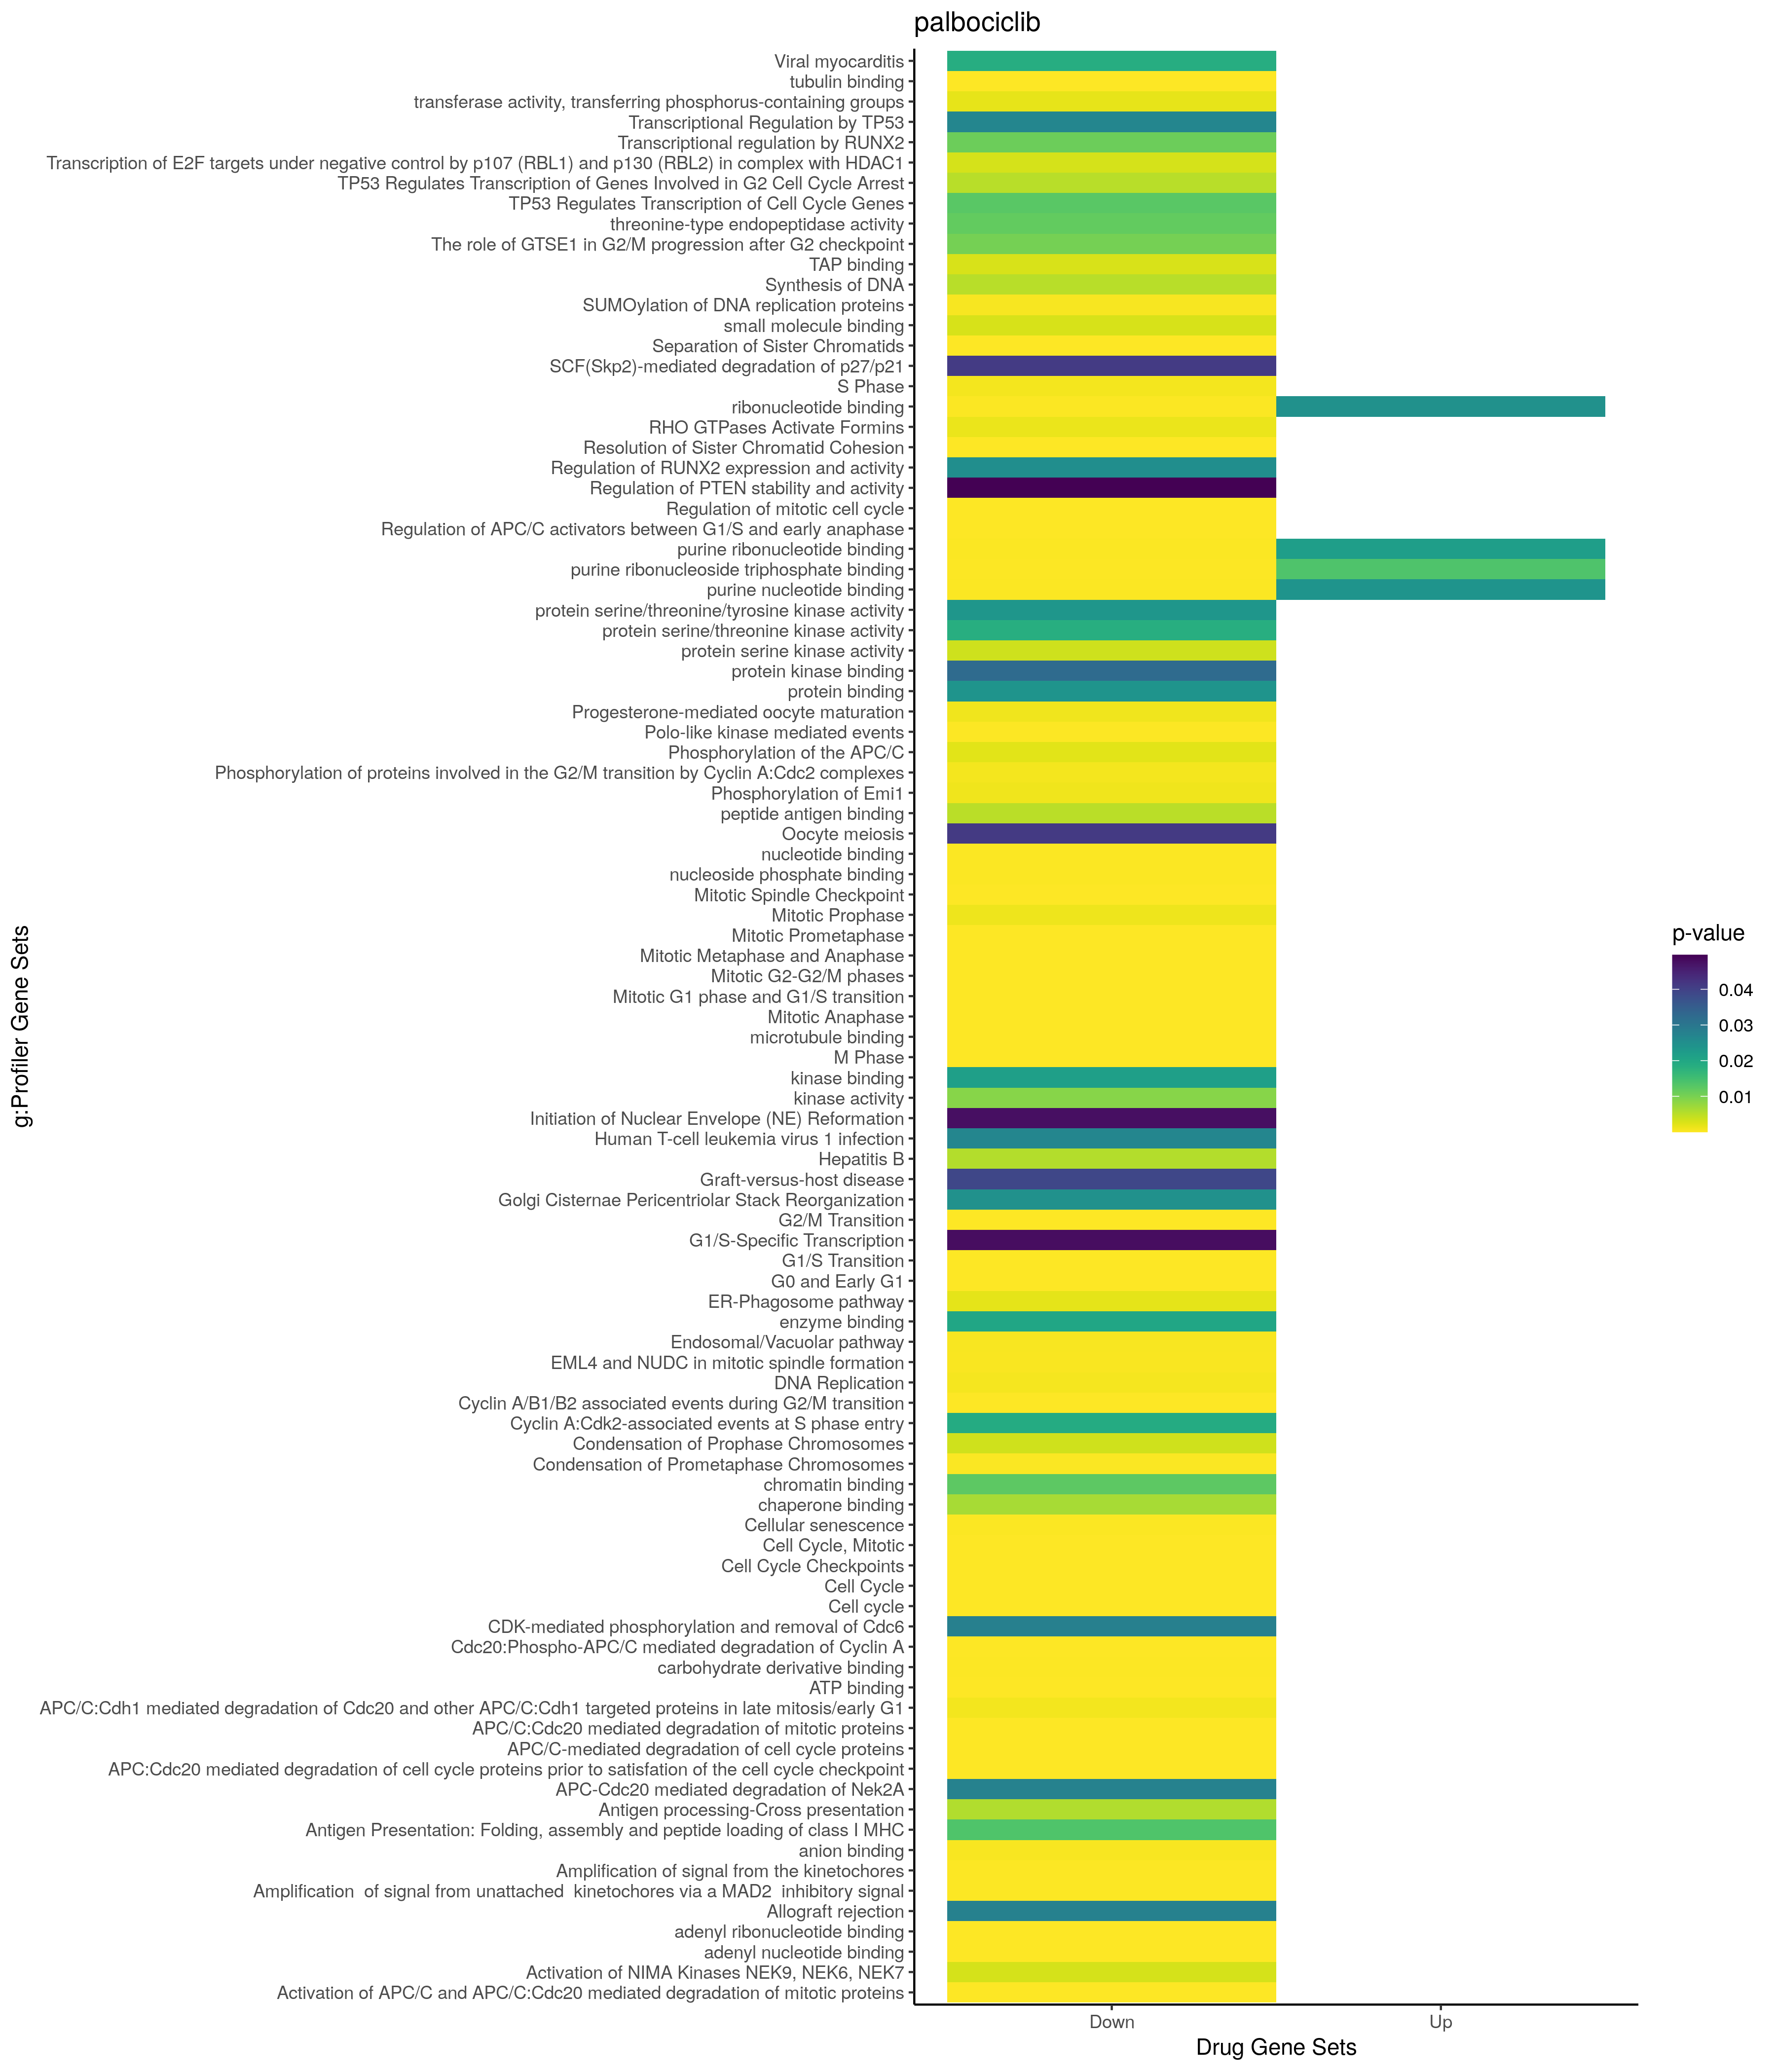 palbociclib
Viral myocarditis
tubulin binding
transferase activity, transferring phosphorus-containing groups
Transcriptional Regulation by TP53
Transcriptional regulation by RUNX2
Transcription of E2F targets under negative control by p107 (RBL1) and p130 (RBL2) in complex with HDAC1
TP53 Regulates Transcription of Genes Involved in G2 Cell Cycle Arrest
TP53 Regulates Transcription of Cell Cycle Genes
threonine-type endopeptidase activity
The role of GTSE1 in G2/M progression after G2 checkpoint
TAP binding
Synthesis of DNA
SUMOylation of DNA replication proteins
small molecule binding
Separation of Sister Chromatids
SCF(Skp2)-mediated degradation of p27/p21
S Phase
ribonucleotide binding
RHO GTPases Activate Formins
Resolution of Sister Chromatid Cohesion
Regulation of RUNX2 expression and activity
Regulation of PTEN stability and activity
Regulation of mitotic cell cycle
Regulation of APC/C activators between G1/S and early anaphase
purine ribonucleotide binding
purine ribonucleoside triphosphate binding
purine nucleotide binding
protein serine/threonine/tyrosine kinase activity
protein serine/threonine kinase activity
protein serine kinase activity
protein kinase binding
protein binding
Progesterone-mediated oocyte maturation
Polo-like kinase mediated events
Phosphorylation of the APC/C
Phosphorylation of proteins involved in the G2/M transition by Cyclin A:Cdc2 complexes
Phosphorylation of Emi1
peptide antigen binding
Oocyte meiosis
nucleotide binding
nucleoside phosphate binding
Mitotic Spindle Checkpoint
Mitotic Prophase
Mitotic Prometaphase
Mitotic Metaphase and Anaphase
Mitotic G2-G2/M phases
Mitotic G1 phase and G1/S transition
Mitotic Anaphase
microtubule binding
M Phase
kinase binding
kinase activity
Initiation of Nuclear Envelope (NE) Reformation
Human T-cell leukemia virus 1 infection
Hepatitis B
Graft-versus-host disease
Golgi Cisternae Pericentriolar Stack Reorganization
G2/M Transition
G1/S-Specific Transcription
G1/S Transition
G0 and Early G1
ER-Phagosome pathway
enzyme binding
Endosomal/Vacuolar pathway
EML4 and NUDC in mitotic spindle formation
DNA Replication
Cyclin A/B1/B2 associated events during G2/M transition
Cyclin A:Cdk2-associated events at S phase entry
Condensation of Prophase Chromosomes
Condensation of Prometaphase Chromosomes
chromatin binding
chaperone binding
Cellular senescence
Cell Cycle, Mitotic
Cell Cycle Checkpoints
Cell Cycle
Cell cycle
CDK-mediated phosphorylation and removal of Cdc6
Cdc20:Phospho-APC/C mediated degradation of Cyclin A
carbohydrate derivative binding
ATP binding
APC/C:Cdh1 mediated degradation of Cdc20 and other APC/C:Cdh1 targeted proteins in late mitosis/early G1
APC/C:Cdc20 mediated degradation of mitotic proteins
APC/C-mediated degradation of cell cycle proteins
APC:Cdc20 mediated degradation of cell cycle proteins prior to satisfation of the cell cycle checkpoint
APC-Cdc20 mediated degradation of Nek2A
Antigen processing-Cross presentation
Antigen Presentation: Folding, assembly and peptide loading of class I MHC
anion binding
Amplification of signal from the kinetochores
Amplification  of signal from unattached  kinetochores via a MAD2  inhibitory signal
Allograft rejection
adenyl ribonucleotide binding
adenyl nucleotide binding
Activation of NIMA Kinases NEK9, NEK6, NEK7
Activation of APC/C and APC/C:Cdc20 mediated degradation of mitotic proteins
Down
Up
Drug Gene Sets
g:Profiler Gene Sets
p-value
0.04
0.03
0.02
0.01